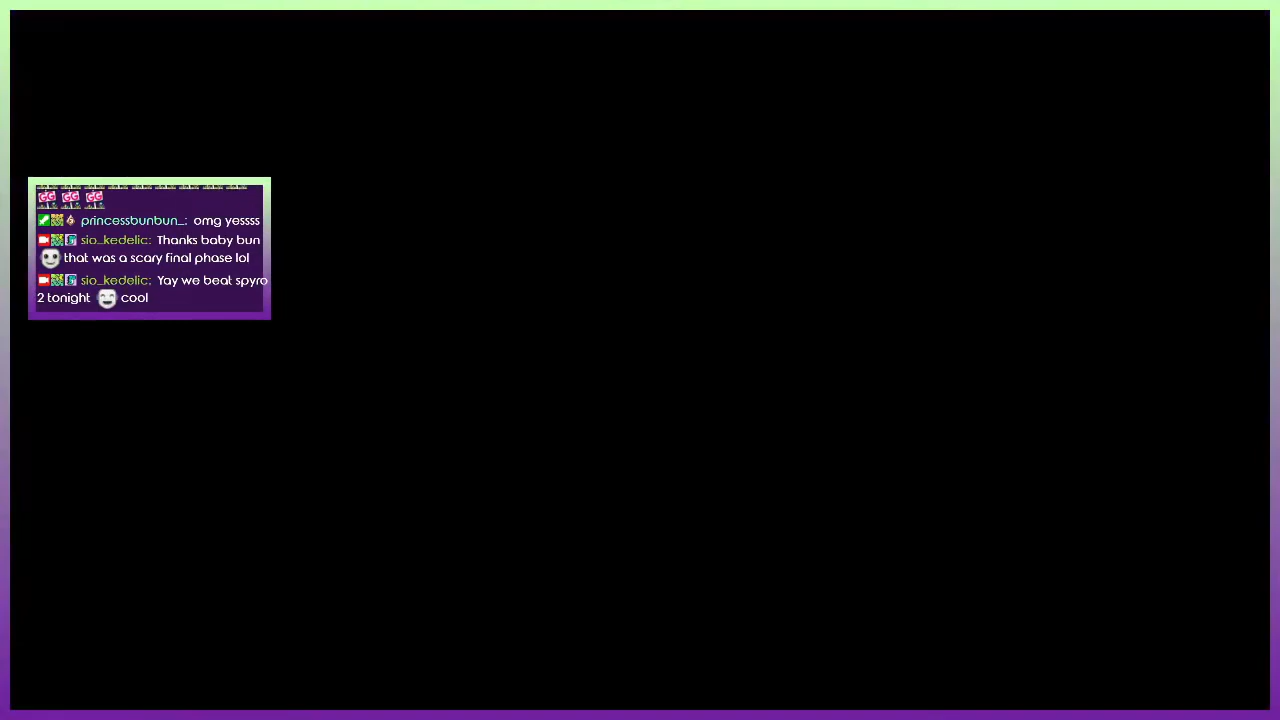 GG GG GG
princessbunbun_: omg yessss
sio_kedelic: Thanks baby bun
that was a scary final phase lol
sio_kedelic: Yay we beat spyro
2 tonight cool